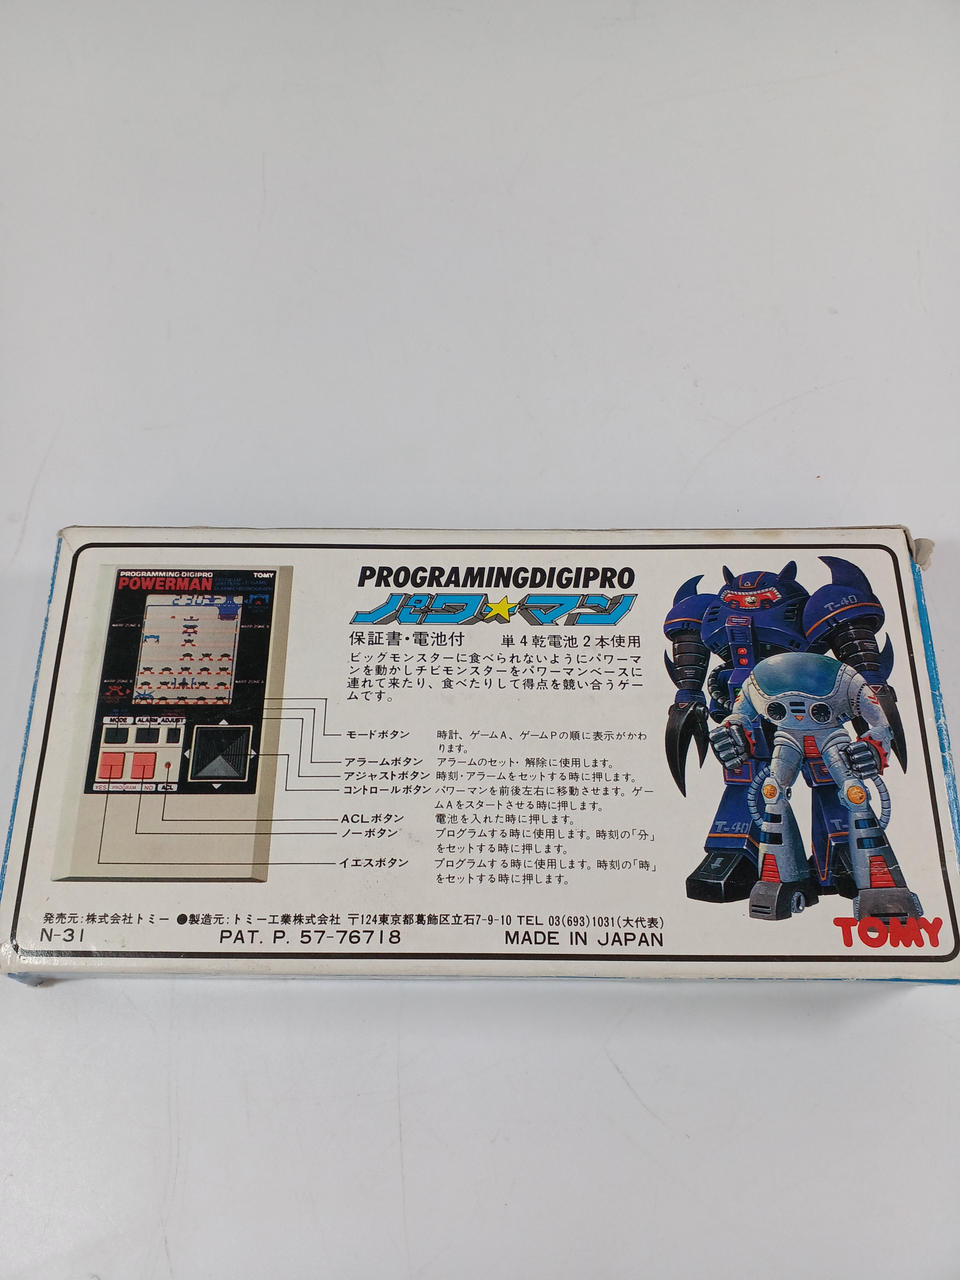 PROGRAMMING·DIGIPRO TOMY
POWERMAN
WARP ZONE B
WARP ZONE B
WARP ZONE A
WARP ZONE A
MODE ALARM ADJUST
YES PROGRAM NO ACL
PROGRAMINGDIGIPRO
パワ★マン
保証書・電池付 単4乾電池2本使用
ビッグモンスターに食べられないようにパワーマ
ンを動かしチビモンスターをパワーマンベースに
連れて来たり、食べたりして得点を競い合うゲー
ムです。
モードボタン 時計、ゲームA、ゲームPの順に表示がかわ
ります。
アラームボタン アラームのセット・解除に使用します。
アジャストボタン 時刻・アラームをセットする時に押します。
コントロールボタン パワーマンを前後左右に移動させます。ゲー
ムAをスタートさせる時に押します。
ACLボタン 電池を入れた時に押します。
ノーボタン プログラムする時に使用します。時刻の「分」
をセットする時に押します。
イエスボタン プログラムする時に使用します。時刻の「時」
をセットする時に押します。
T-40
T-40
1
発売元:株式会社トミー ●製造元:トミー工業株式会社 〒124東京都葛飾区立石7-9-10 TEL 03(693)1031(大代表)
N-31 PAT. P. 57-76718 MADE IN JAPAN
TOMY